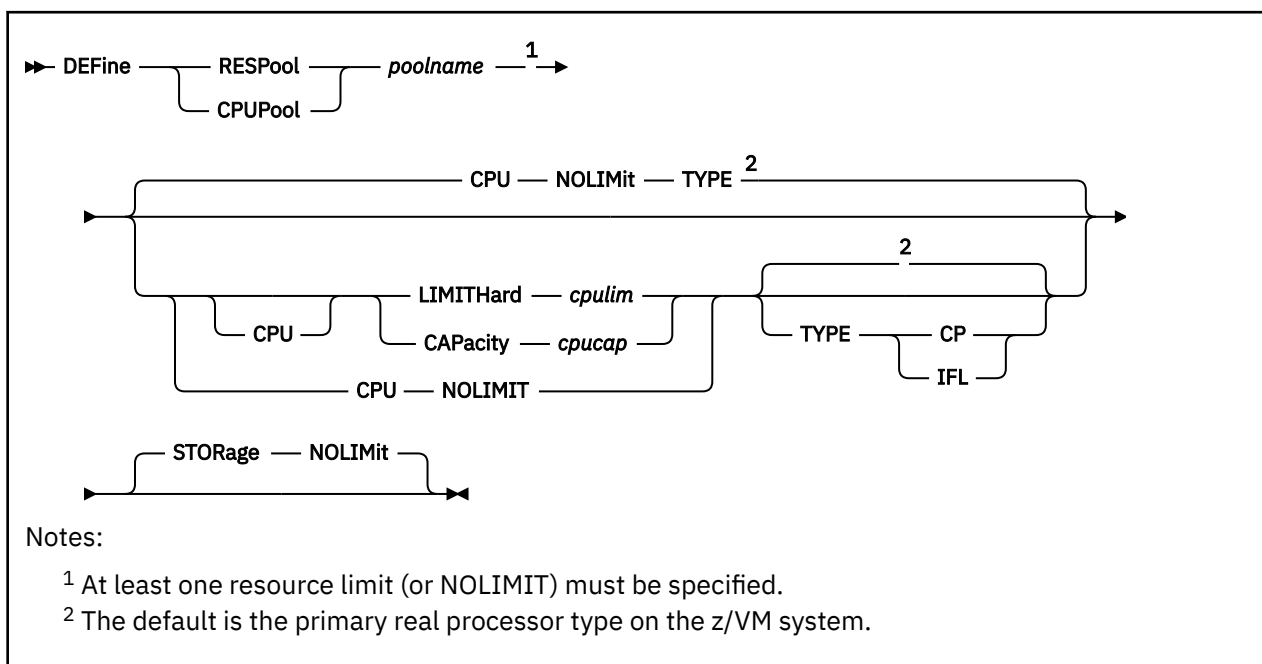 DEFine RESPool poolname 1
CPUPool
CPU NOLIMit TYPE 2
2
LIMITHard cpulim
CPU CAPacity cpucap TYPE CP
IFL
CPU NOLIMIT
STORage NOLIMit
Notes:
1 At least one resource limit (or NOLIMIT) must be specified.
2 The default is the primary real processor type on the z/VM system.